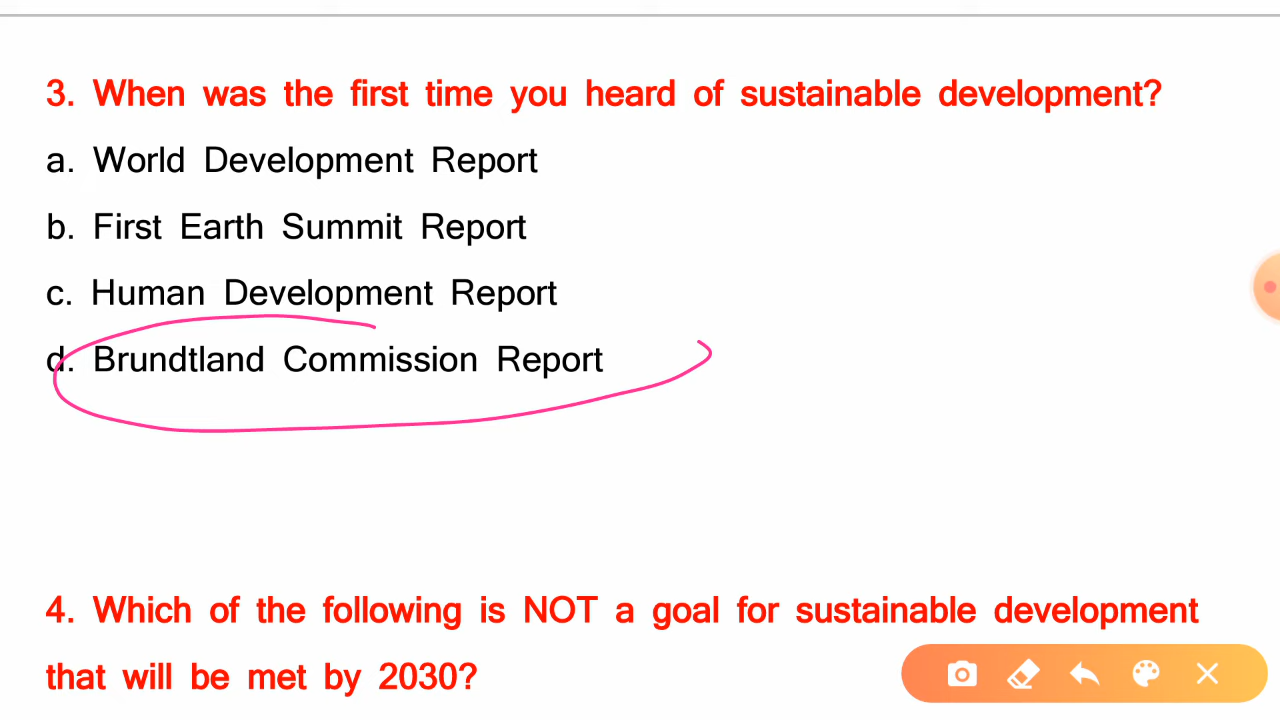 3. When was the first time you heard of sustainable development?
a. World Development Report
b. First Earth Summit Report
c. Human Development Report
d. Brundtland Commission Report
4. Which of the following is NOT a goal for sustainable development
that will be met by 2030?